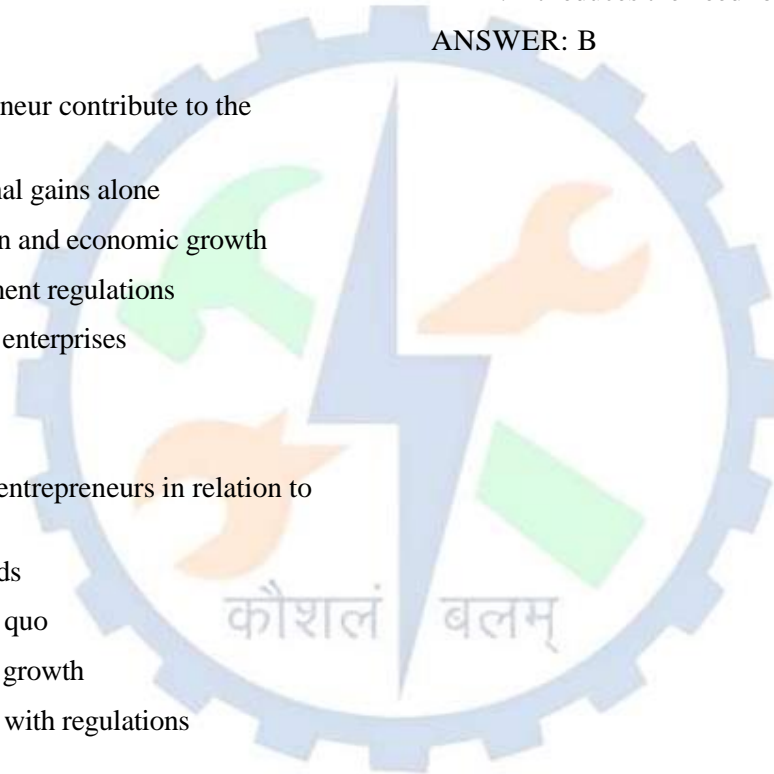 ANSWER: B
neur contribute to the
al gains alone
n and economic growth
ment regulations
enterprises
entrepreneurs in relation to
ds
quo
growth
with regulations
कौशलं बलम्